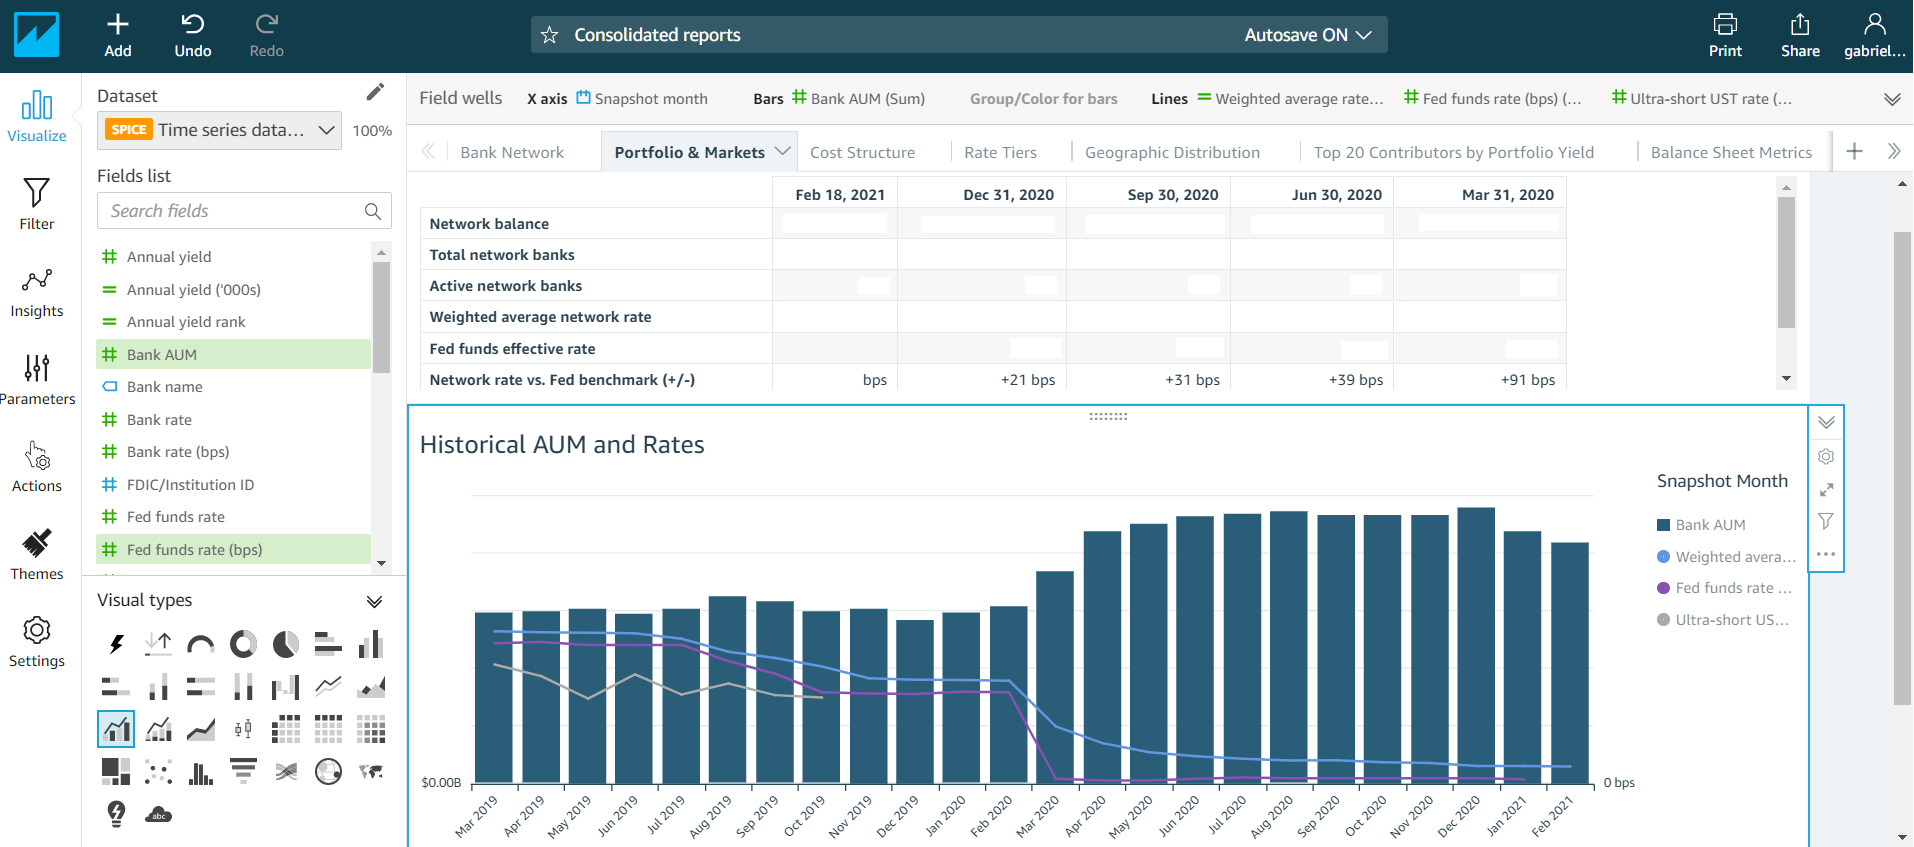 Add
Undo
Redo
Consolidated reports
Autosave ON
Print
Share
gabriel...
Visualize
Filter
Insights
Parameters
Actions
Themes
Settings
Dataset
SPICE Time series data... 100%
Fields list
Search fields
Annual yield
Annual yield ('000s)
Annual yield rank
Bank AUM
Bank name
Bank rate
Bank rate (bps)
FDIC/Institution ID
Fed funds rate
Fed funds rate (bps)
Visual types
abc
Field wells X axis Snapshot month Bars Bank AUM (Sum) Group/Color for bars Lines Weighted average rate... Fed funds rate (bps) (... Ultra-short UST rate (...
Bank Network Portfolio & Markets Cost Structure Rate Tiers Geographic Distribution Top 20 Contributors by Portfolio Yield Balance Sheet Metrics
Feb 18, 2021 Dec 31, 2020 Sep 30, 2020 Jun 30, 2020 Mar 31, 2020
Network balance
Total network banks
Active network banks
Weighted average network rate
Fed funds effective rate
Network rate vs. Fed benchmark (+/-) bps +21 bps +31 bps +39 bps +91 bps
Historical AUM and Rates
Snapshot Month
Bank AUM
Weighted avera...
Fed funds rate ...
Ultra-short US...
$0.00B
0 bps
Mar 2019 Apr 2019 May 2019 Jun 2019 Jul 2019 Aug 2019 Sep 2019 Oct 2019 Nov 2019 Dec 2019 Jan 2020 Feb 2020 Mar 2020 Apr 2020 May 2020 Jun 2020 Jul 2020 Aug 2020 Sep 2020 Oct 2020 Nov 2020 Dec 2020 Jan 2021 Feb 2021